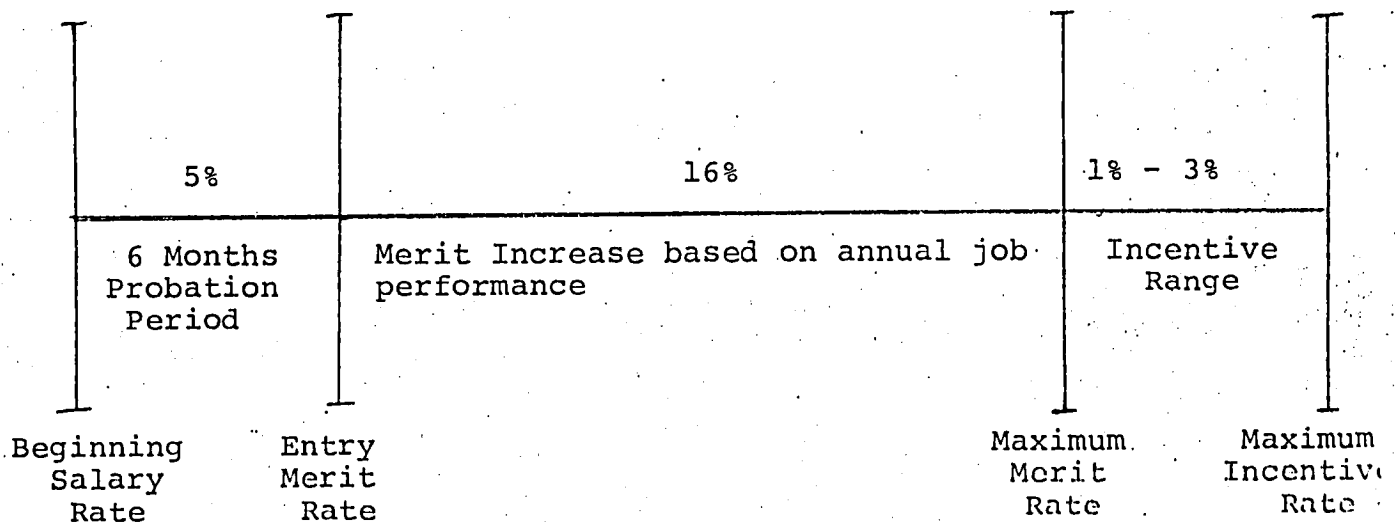 5%
16%
1% - 3%
6 Months
Probation
Period
Merit Increase based on annual job
performance
Incentive
Range
Beginning
Salary
Rate
Entry
Merit
Rate
Maximum
Merit
Rate
Maximum
Incentive
Rate